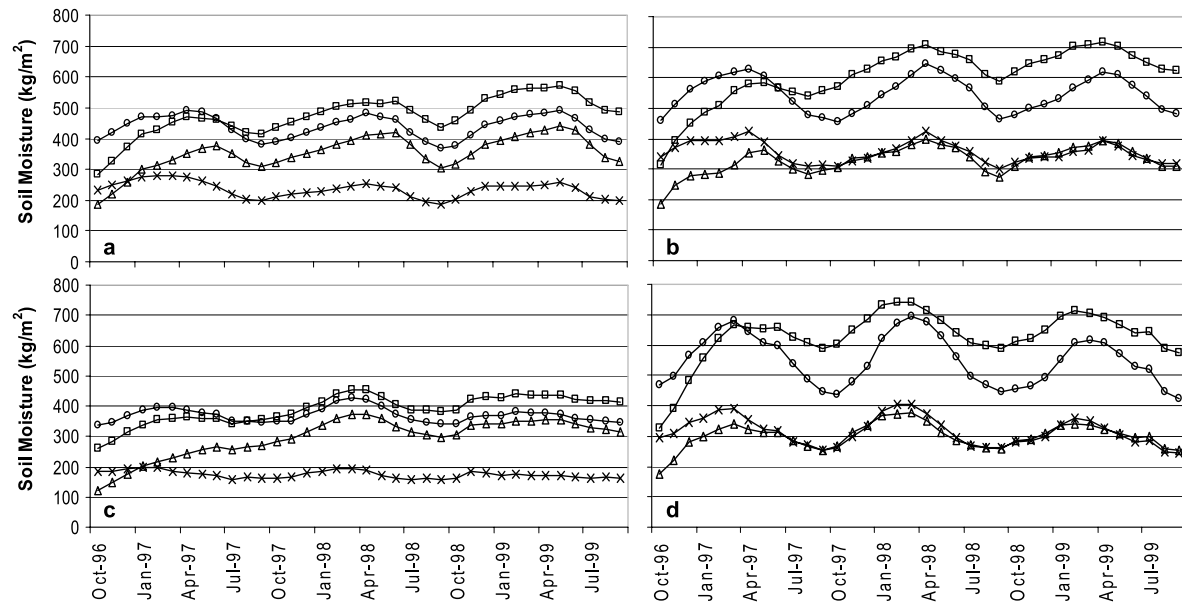 800
700
600
500
400
300
200
100
0
Soil Moisture (kg/m²)
a
b
800
700
600
500
400
300
200
100
0
Soil Moisture (kg/m²)
c
d
Oct-96
Jan-97
Apr-97
Jul-97
Oct-97
Jan-98
Apr-98
Jul-98
Oct-98
Jan-99
Apr-99
Jul-99
Oct-96
Jan-97
Apr-97
Jul-97
Oct-97
Jan-98
Apr-98
Jul-98
Oct-98
Jan-99
Apr-99
Jul-99